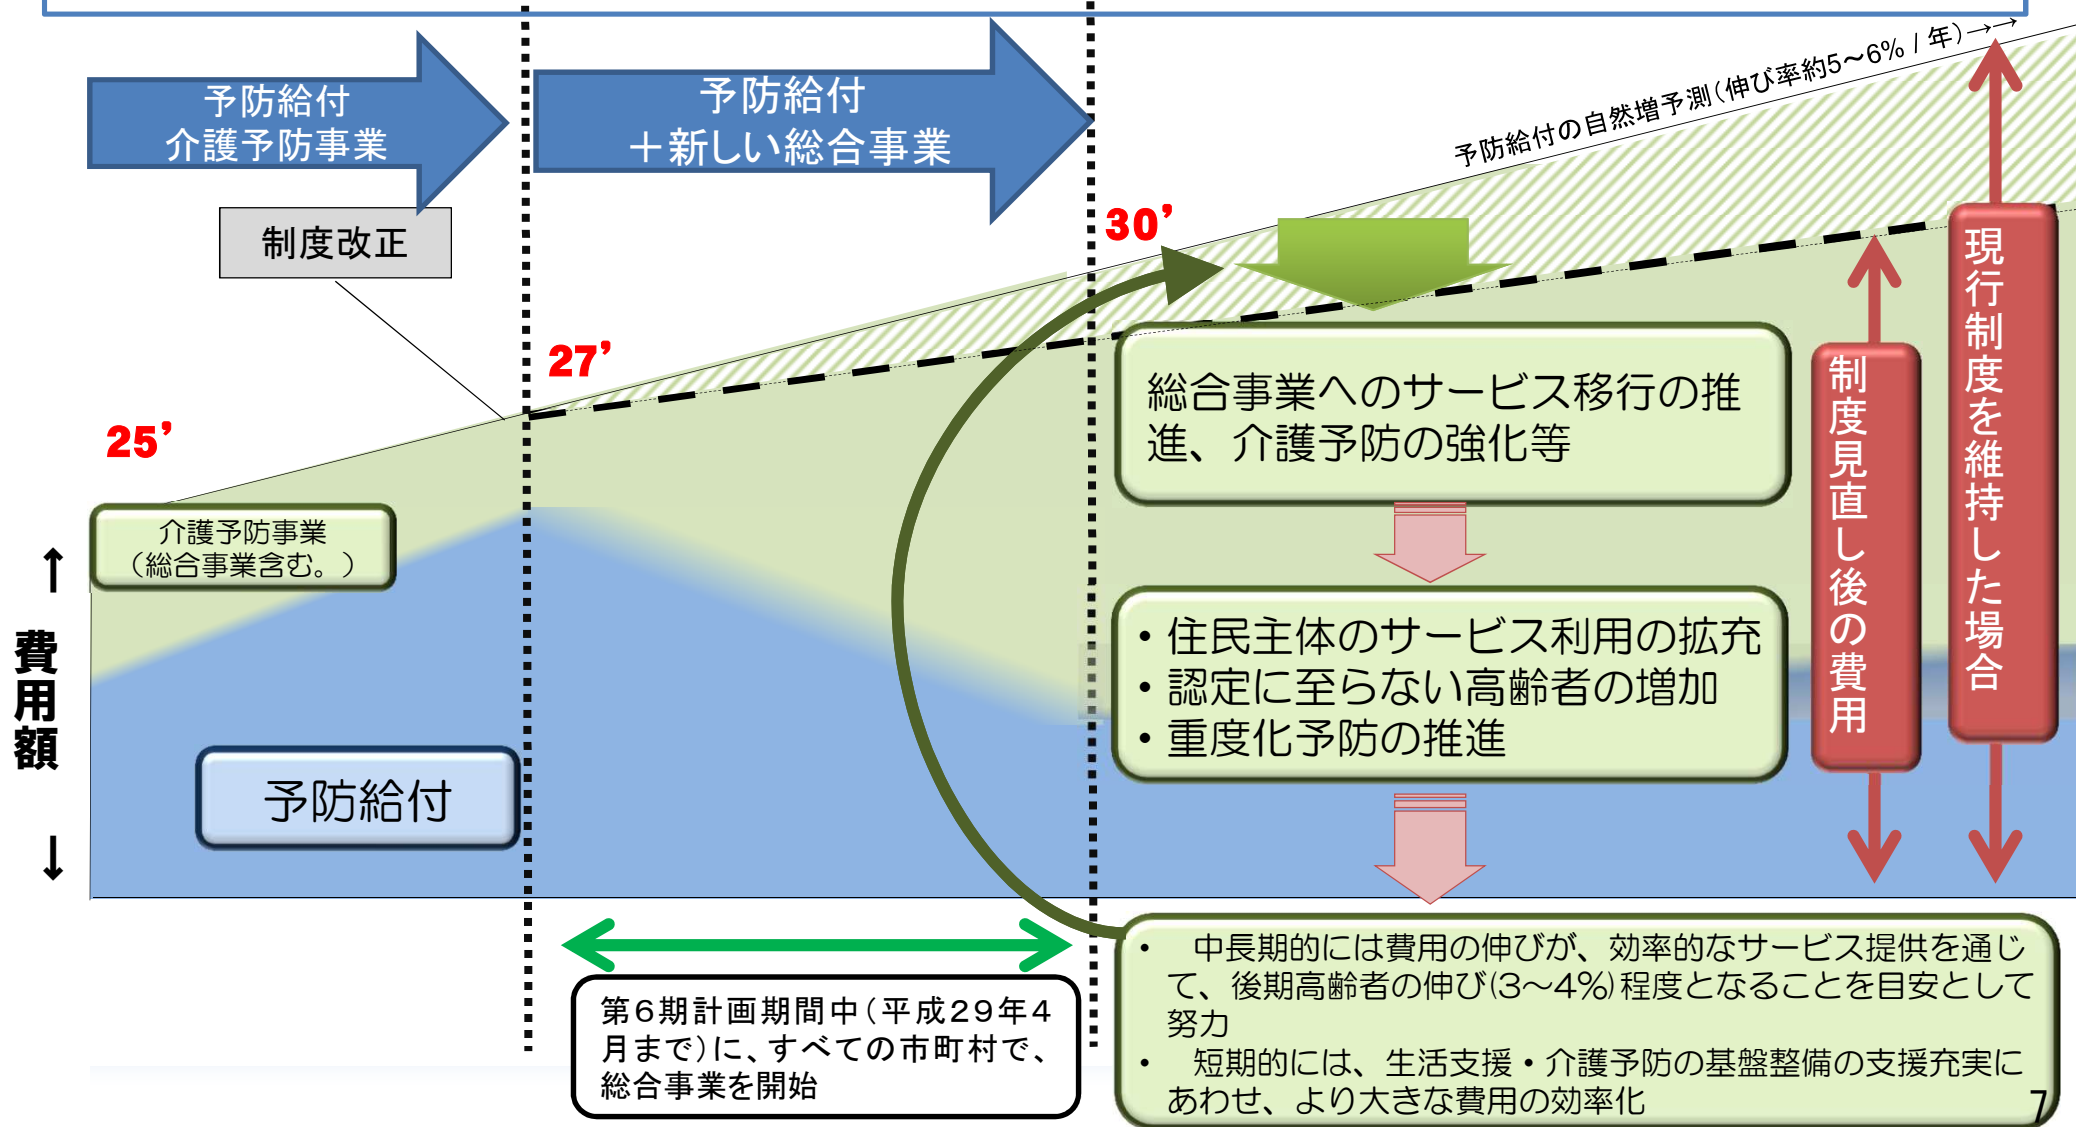 予防給付
介護予防事業
予防給付
＋新しい総合事業
予防給付の自然増予測(伸び率約5～6% / 年)→→
制度改正
25’
27’
30’
介護予防事業
（総合事業含む。）
↑
費用額
↓
予防給付
総合事業へのサービス移行の推
進、介護予防の強化等
・住民主体のサービス利用の拡充
・認定に至らない高齢者の増加
・重度化予防の推進
制度見直し後の費用
現行制度を維持した場合
第６期計画期間中（平成２９年４
月まで）に、すべての市町村で、
総合事業を開始
・　中長期的には費用の伸びが、効率的なサービス提供を通じ
て、後期高齢者の伸び(3～4%)程度となることを目安として
努力
・　短期的には、生活支援・介護予防の基盤整備の支援充実に
あわせ、より大きな費用の効率化
7